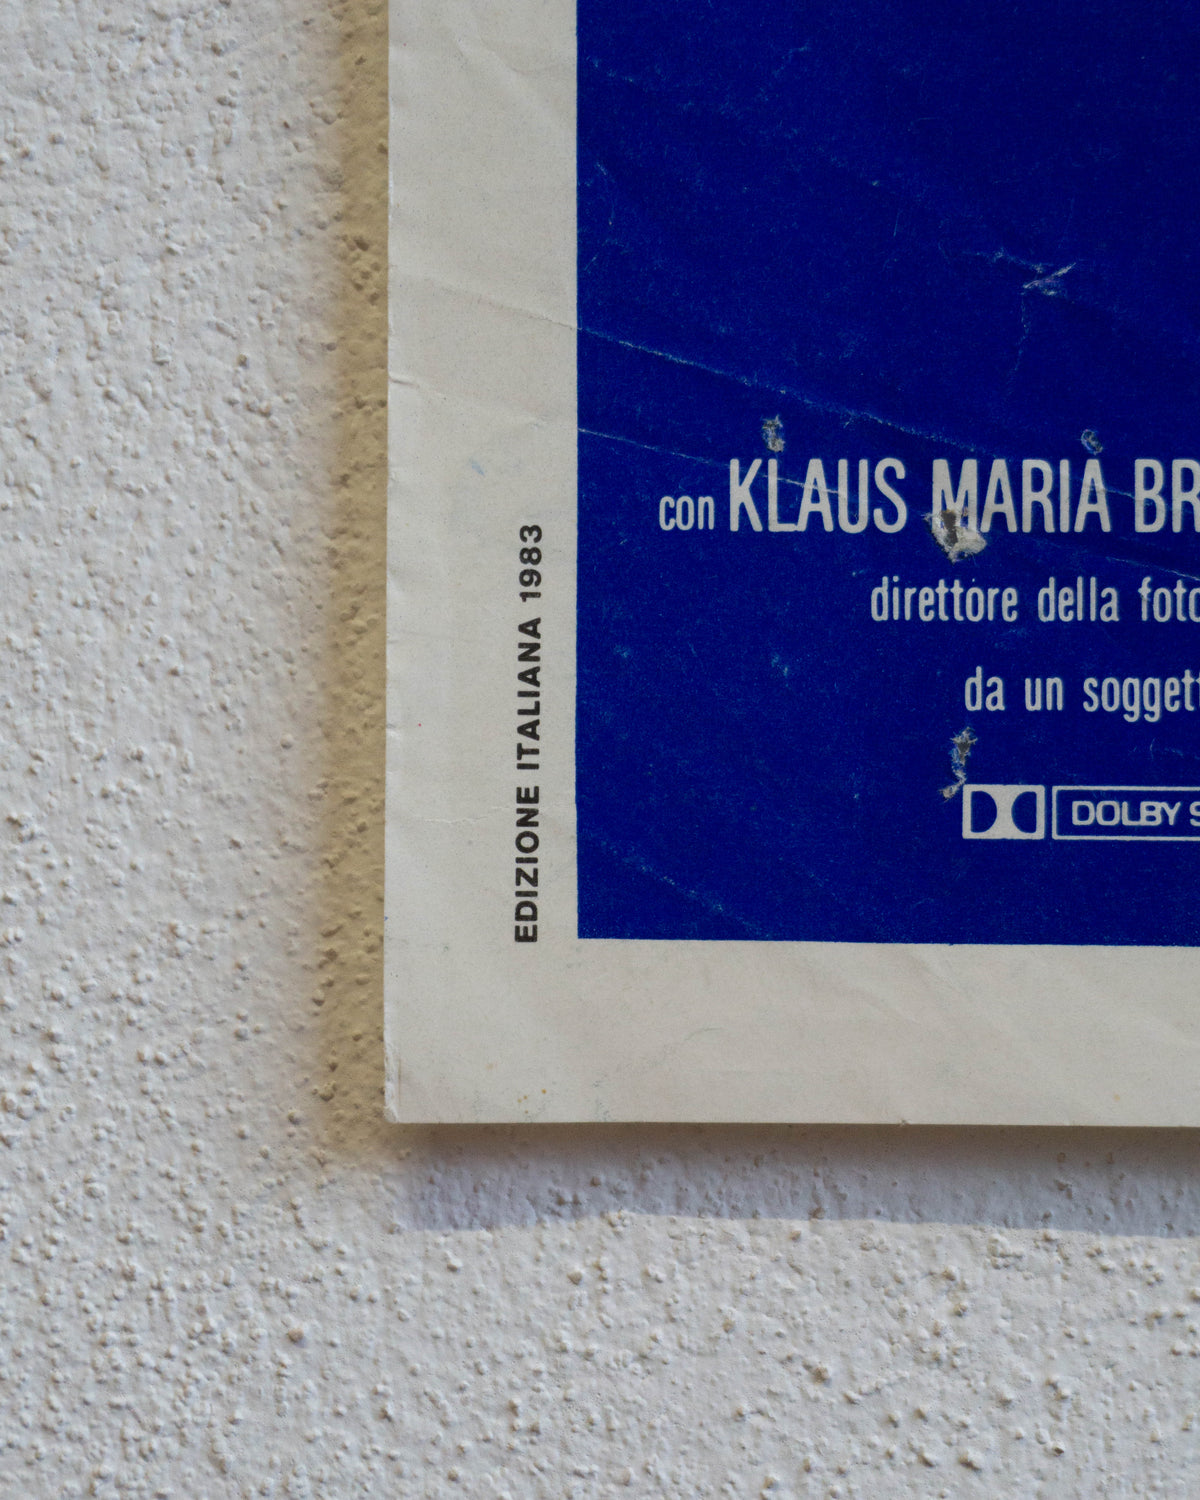 EDIZIONE ITALIANA 1983
con KLAUS MARIA BR
direttore della foto
da un soggett
DOLBY S